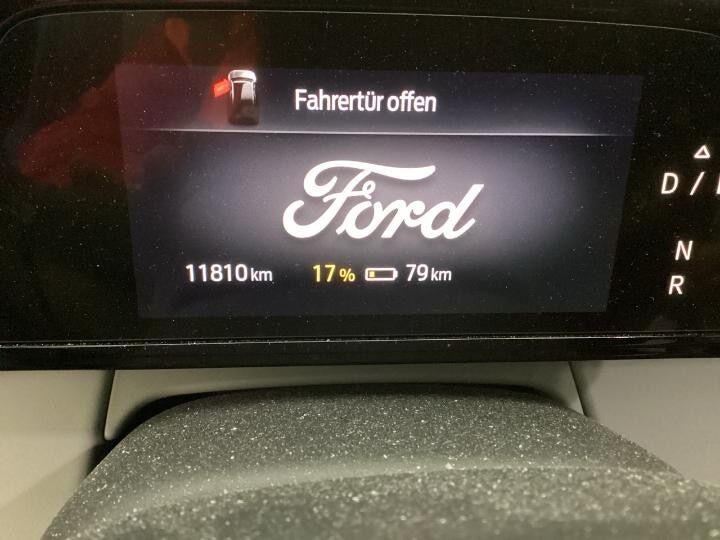 Fahrertür offen
Ford
11810 km 17 % 79 km
D /
N
R